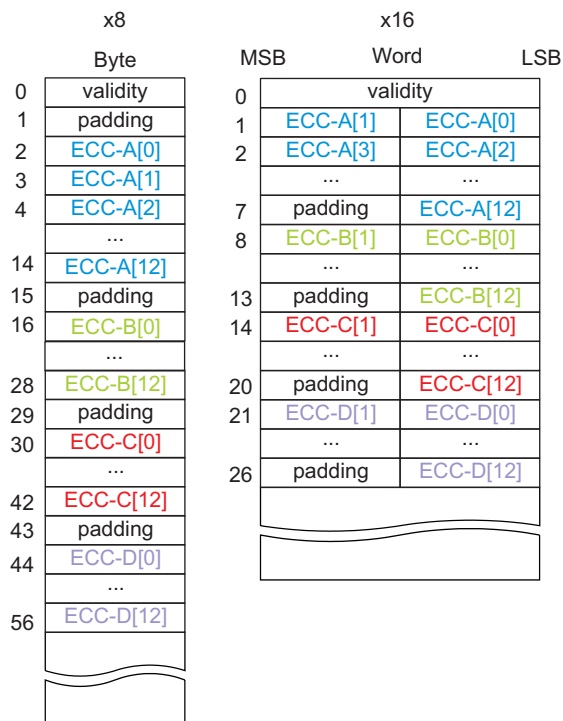 x8
Byte
0 validity
1 padding
2 ECC-A[0]
3 ECC-A[1]
4 ECC-A[2]
...
14 ECC-A[12]
15 padding
16 ECC-B[0]
...
28 ECC-B[12]
29 padding
30 ECC-C[0]
...
42 ECC-C[12]
43 padding
44 ECC-D[0]
...
56 ECC-D[12]
x16
MSB Word LSB
0 validity
1 ECC-A[1] ECC-A[0]
2 ECC-A[3] ECC-A[2]
... ...
7 padding ECC-A[12]
8 ECC-B[1] ECC-B[0]
... ...
13 padding ECC-B[12]
14 ECC-C[1] ECC-C[0]
... ...
20 padding ECC-C[12]
21 ECC-D[1] ECC-D[0]
... ...
26 padding ECC-D[12]